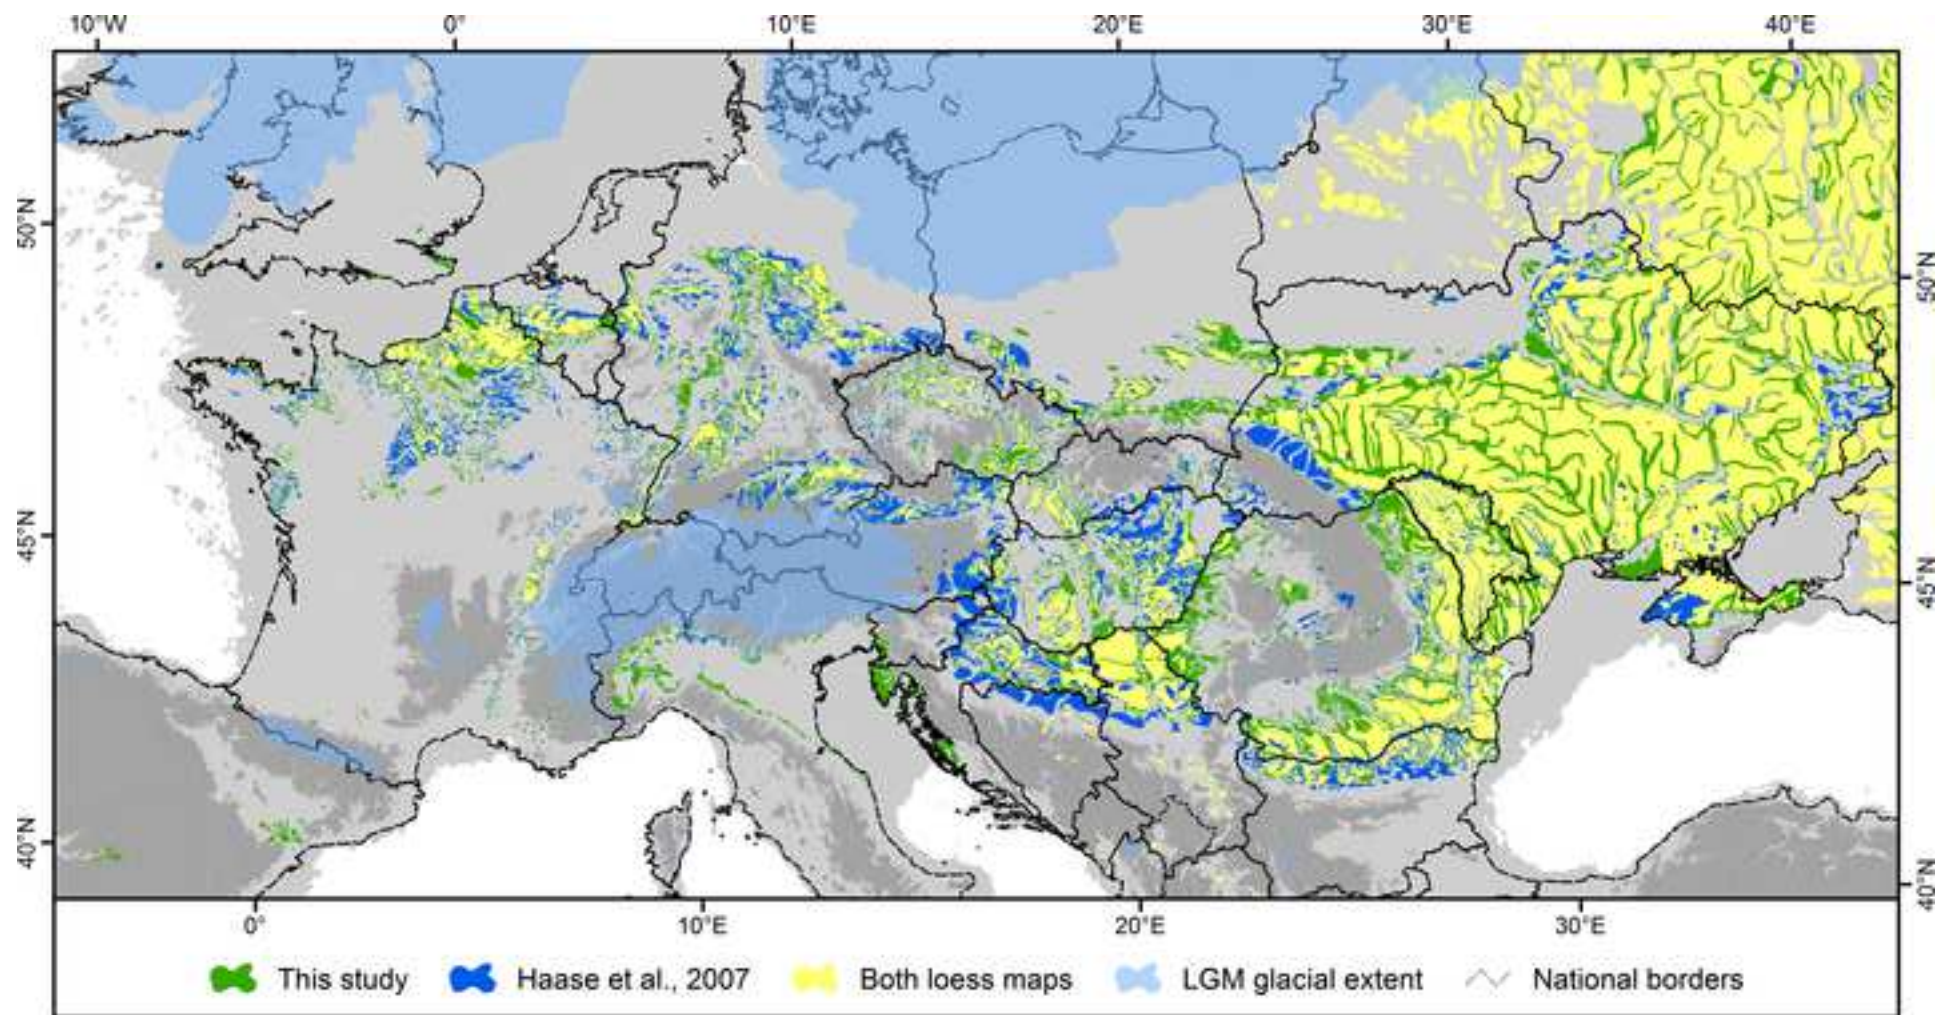 10°W 0° 10°E 20°E 30°E 40°E
50°N
50°N
45°N
45°N
40°N
40°N
0° 10°E 20°E 30°E
This study Haase et al., 2007 Both loess maps LGM glacial extent National borders